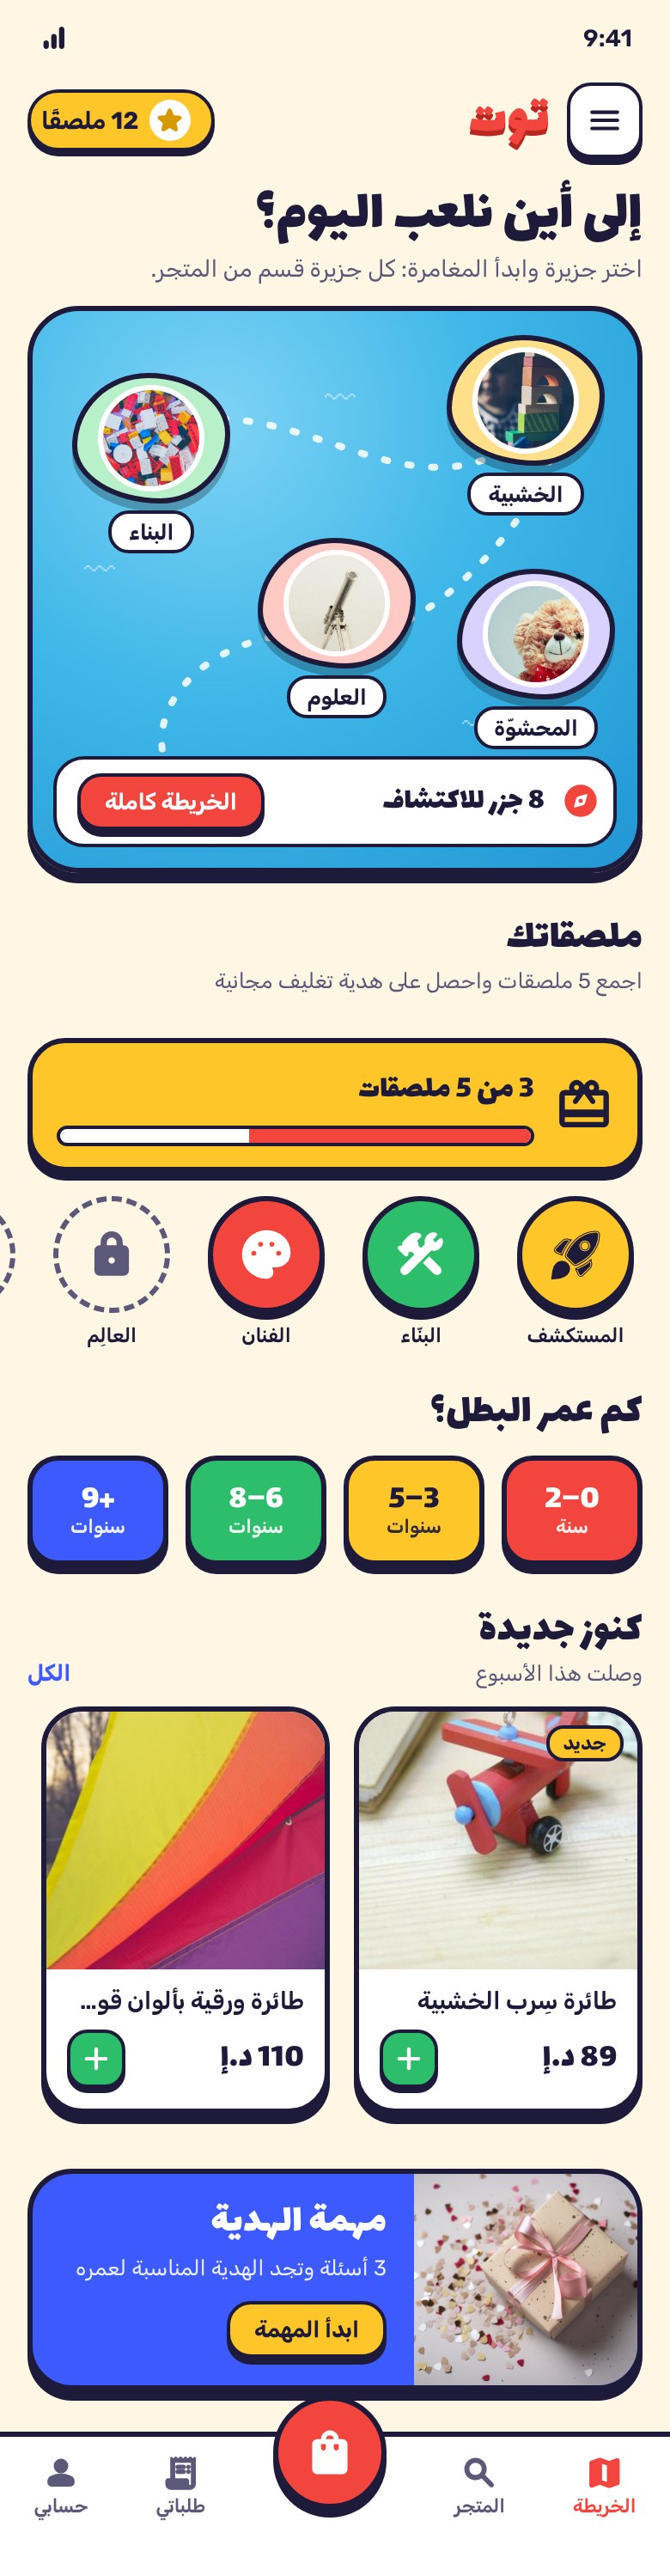 9:41
توت
12 ملصقًا
إلى أين نلعب اليوم؟
اختر جزيرة وابدأ المغامرة: كل جزيرة قسم من المتجر.
الخشبية
البناء
العلوم
المحشوّة
8 جزر للاكتشاف
الخريطة كاملة
ملصقاتك
اجمع 5 ملصقات واحصل على هدية تغليف مجانية
3 من 5 ملصقات
المستكشف
البنّاء
الفنان
العالِم
كم عمر البطل؟
0–2
سنة
3–5
سنوات
6–8
سنوات
9+
سنوات
كنوز جديدة
وصلت هذا الأسبوع
الكل
جديد
طائرة سِرب الخشبية
89 د.إ
طائرة ورقية بألوان قو...
110 د.إ
مهمة الهدية
3 أسئلة وتجد الهدية المناسبة لعمره
ابدأ المهمة
الخريطة
المتجر
طلباتي
حسابي